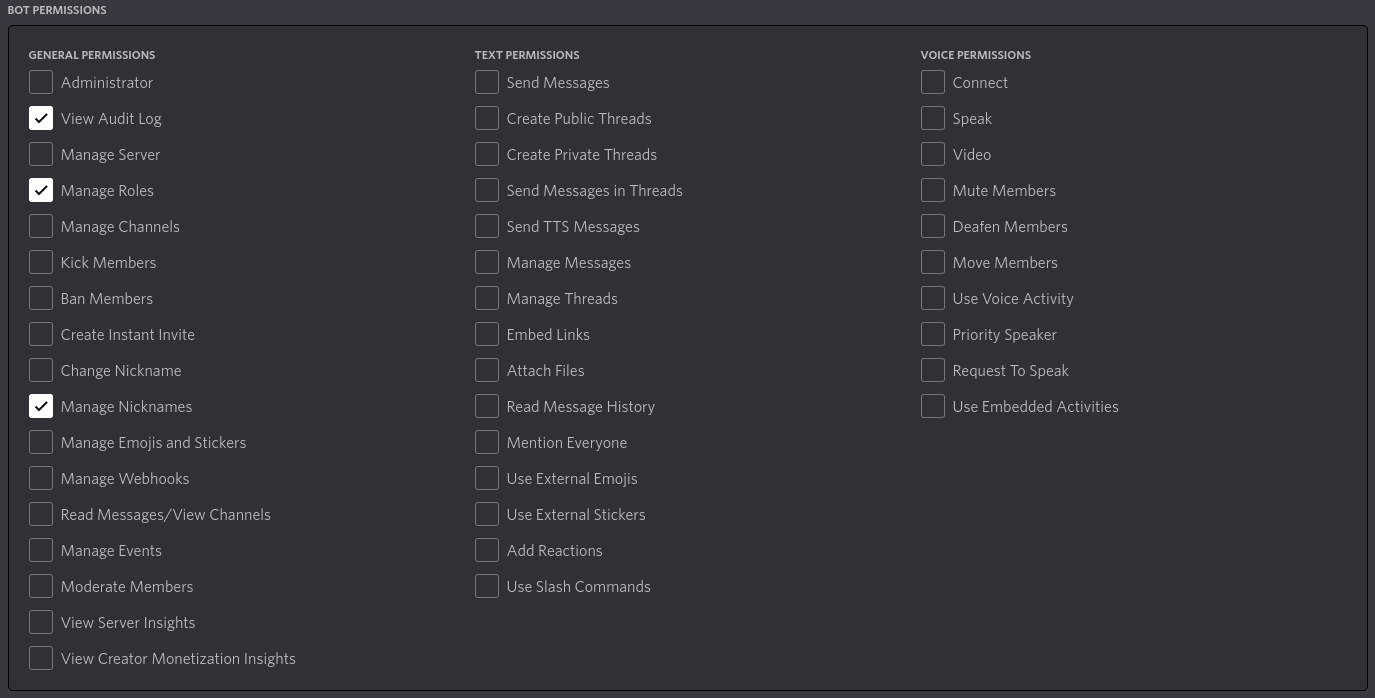 BOT PERMISSIONS
GENERAL PERMISSIONS
Administrator
View Audit Log
Manage Server
Manage Roles
Manage Channels
Kick Members
Ban Members
Create Instant Invite
Change Nickname
Manage Nicknames
Manage Emojis and Stickers
Manage Webhooks
Read Messages/View Channels
Manage Events
Moderate Members
View Server Insights
View Creator Monetization Insights
TEXT PERMISSIONS
Send Messages
Create Public Threads
Create Private Threads
Send Messages in Threads
Send TTS Messages
Manage Messages
Manage Threads
Embed Links
Attach Files
Read Message History
Mention Everyone
Use External Emojis
Use External Stickers
Add Reactions
Use Slash Commands
VOICE PERMISSIONS
Connect
Speak
Video
Mute Members
Deafen Members
Move Members
Use Voice Activity
Priority Speaker
Request To Speak
Use Embedded Activities